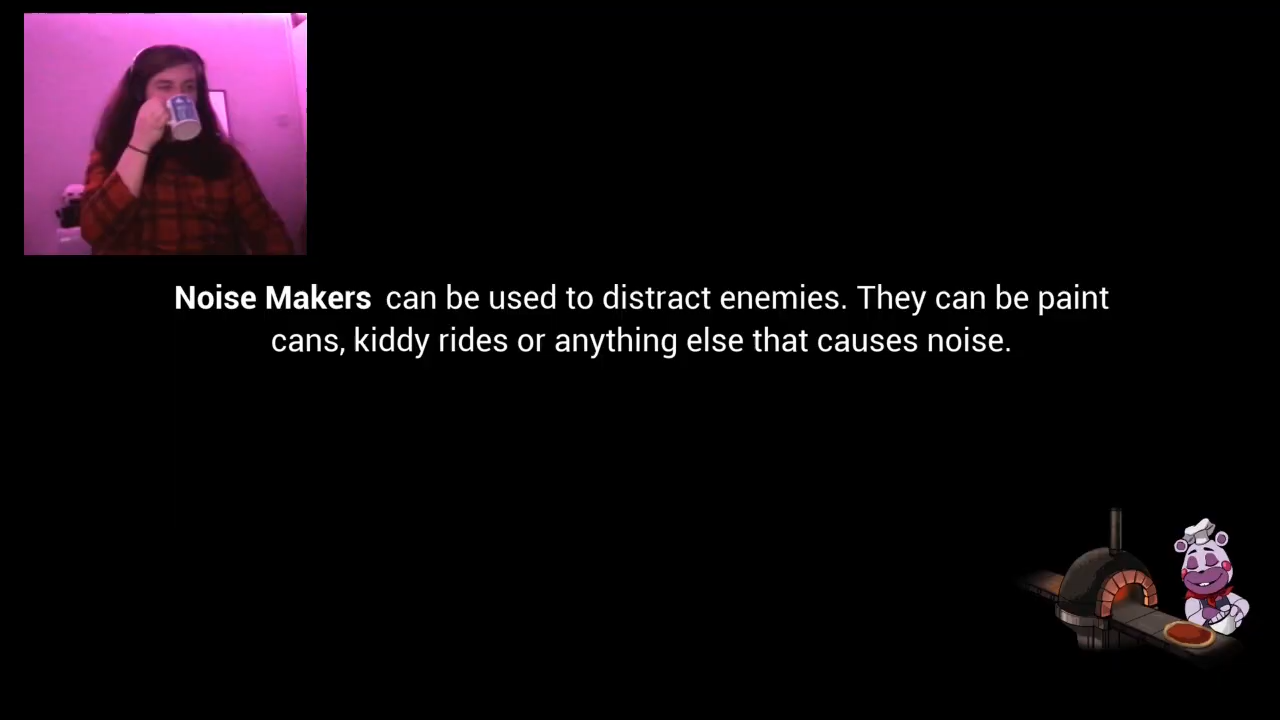 Noise Makers can be used to distract enemies. They can be paint
cans, kiddy rides or anything else that causes noise.